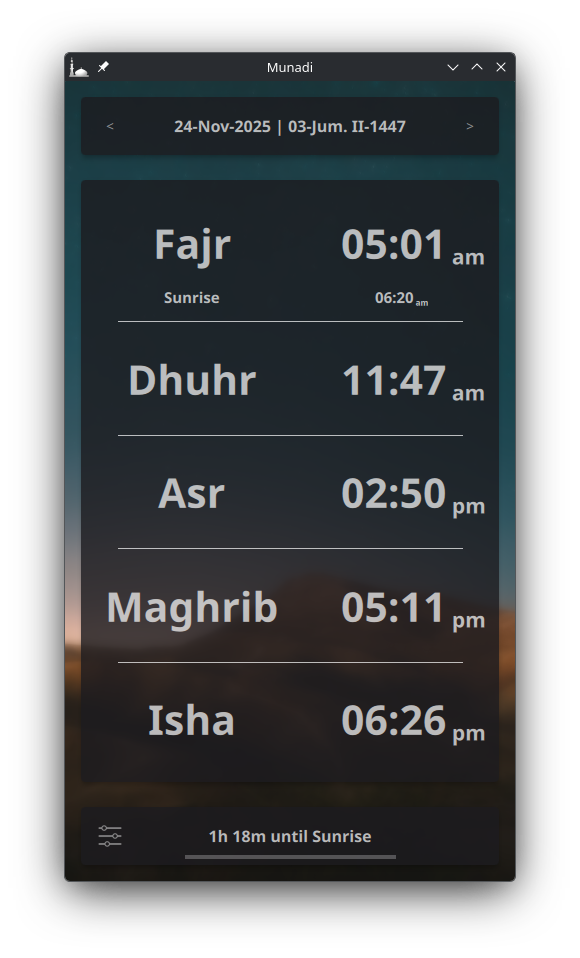 Munadi
< 24-Nov-2025 | 03-Jum. II-1447 >
Fajr 05:01 am
Sunrise 06:20 am
Dhuhr 11:47 am
Asr 02:50 pm
Maghrib 05:11 pm
Isha 06:26 pm
1h 18m until Sunrise